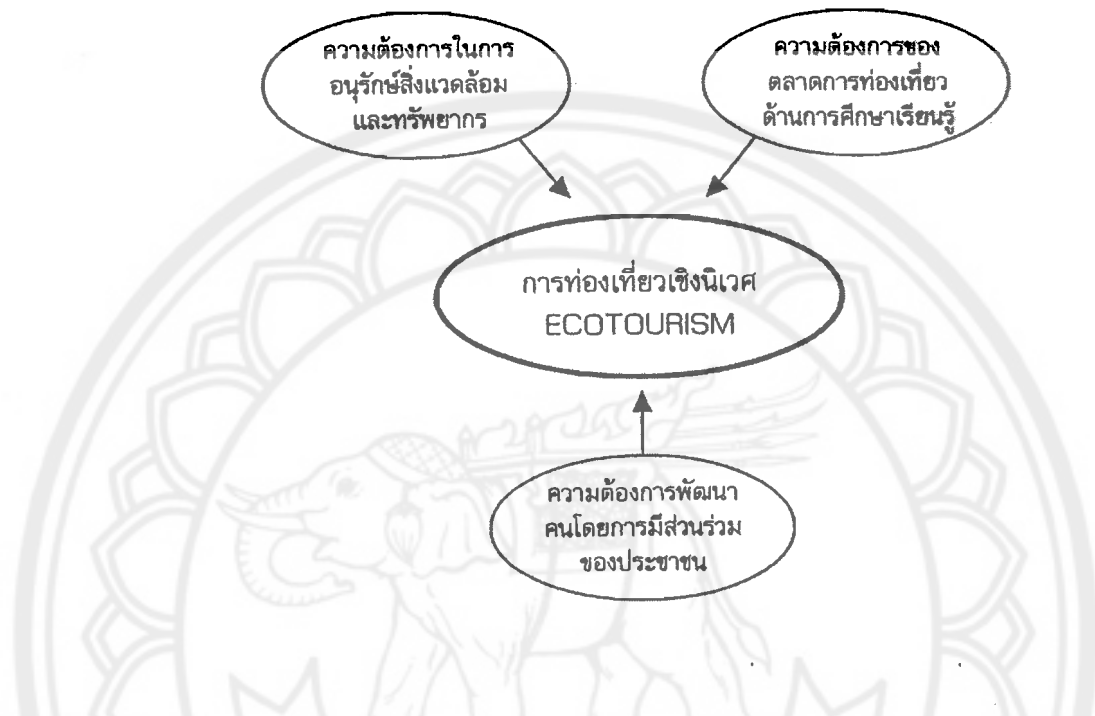 ความต้องการในการ
อนุรักษ์สิ่งแวดล้อม
และทรัพยากร
ความต้องการของ
ตลาดการท่องเที่ยว
ด้านการศึกษาเรียนรู้
การท่องเที่ยวเชิงนิเวศ
ECOTOURISM
ความต้องการพัฒนา
คนโดยการมีส่วนร่วม
ของประชาชน